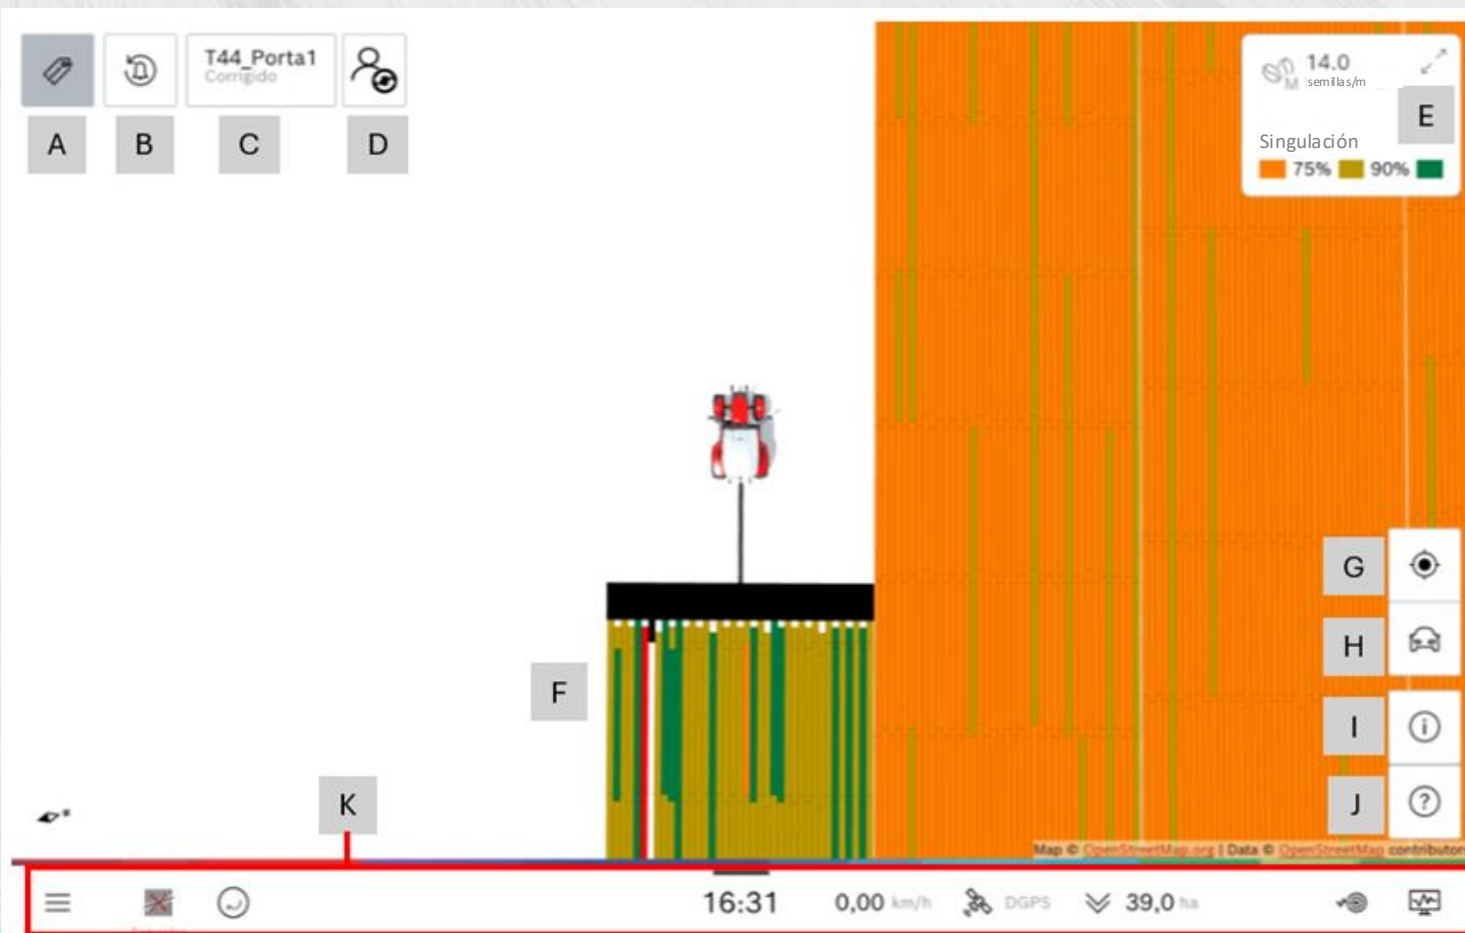 T44_Porta1
Corrigido
A
B
C
D
14.0
M semillas/m
E
Singulación
75% 90%
F
G
H
I
J
K
Map © OpenStreetMap.org | Data © OpenStreetMap contributor
16:31 0,00 km/h DGPS 39,0 ha